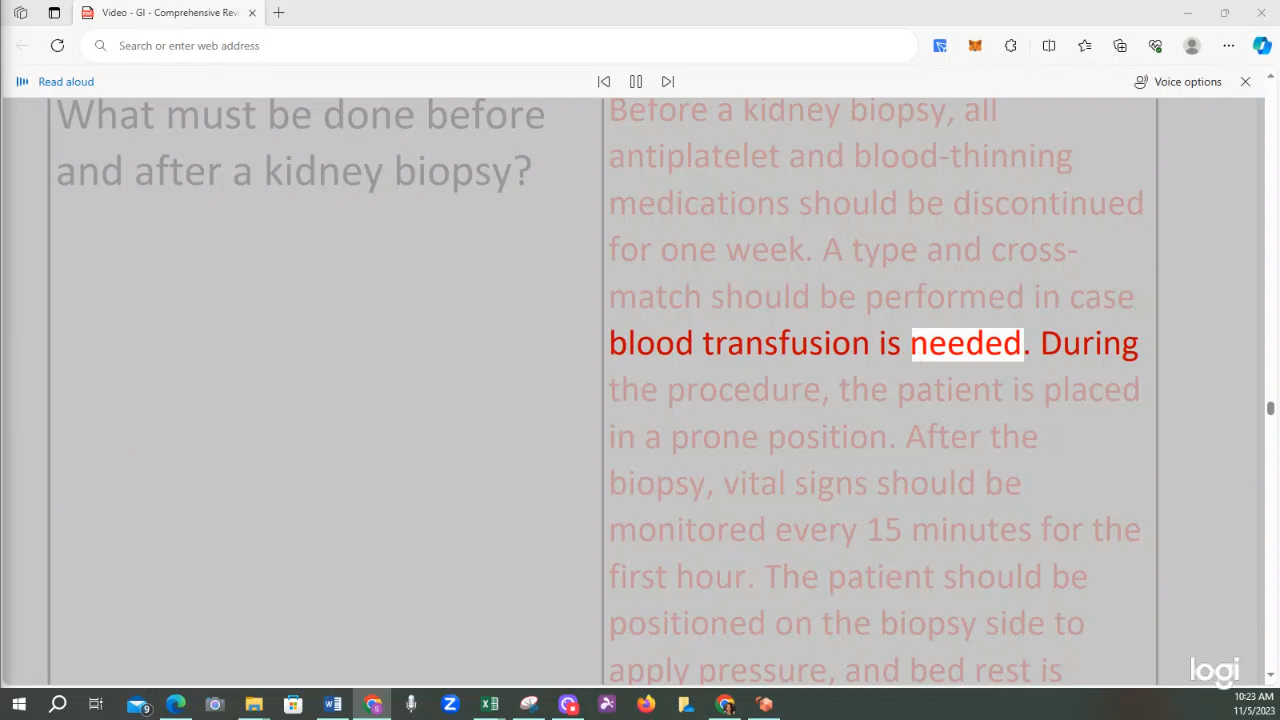 Video - GI - Comprehensive Revi
Search or enter web address
Read aloud
Voice options
What must be done before
and after a kidney biopsy?
Before a kidney biopsy, all
antiplatelet and blood-thinning
medications should be discontinued
for one week. A type and cross-
match should be performed in case
blood transfusion is needed. During
the procedure, the patient is placed
in a prone position. After the
biopsy, vital signs should be
monitored every 15 minutes for the
first hour. The patient should be
positioned on the biopsy side to
apply pressure, and bed rest is
logi
10:23 AM
11/5/2023